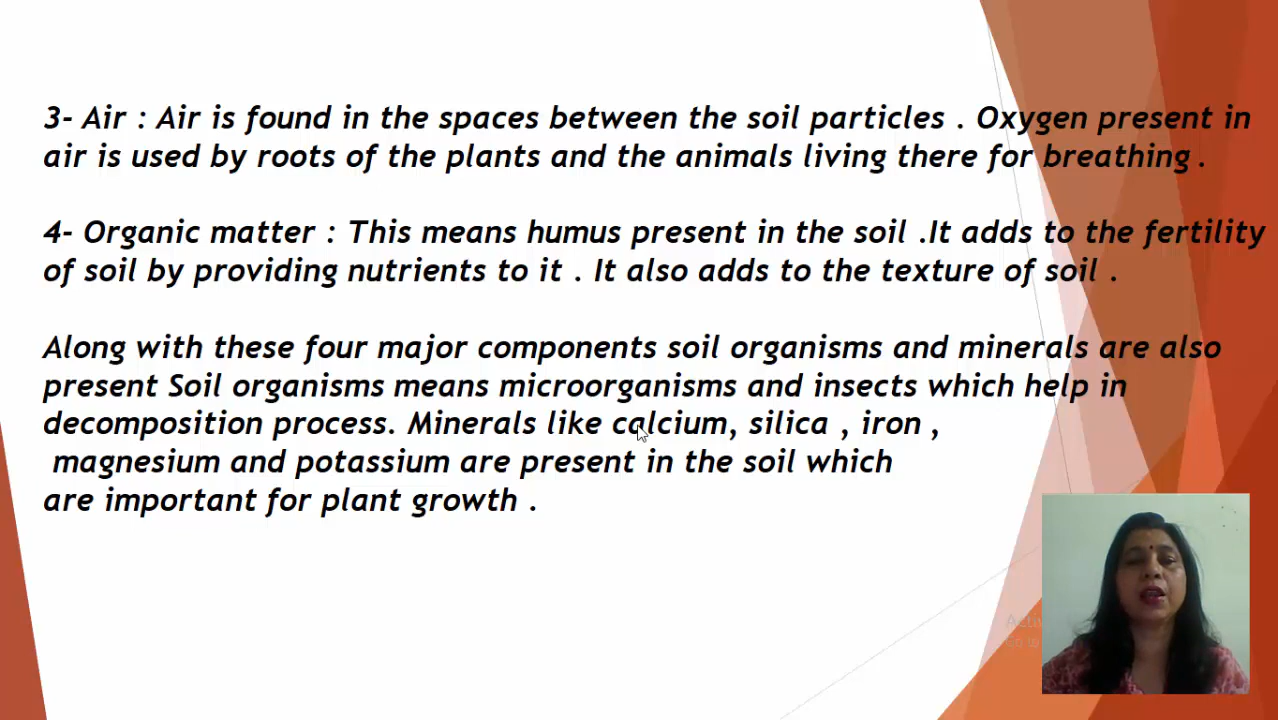 3- Air : Air is found in the spaces between the soil particles . Oxygen present in
air is used by roots of the plants and the animals living there for breathing .
4- Organic matter : This means humus present in the soil .It adds to the fertility
of soil by providing nutrients to it . It also adds to the texture of soil .
Along with these four major components soil organisms and minerals are also
present Soil organisms means microorganisms and insects which help in
decomposition process. Minerals like calcium, silica , iron ,
magnesium and potassium are present in the soil which
are important for plant growth .